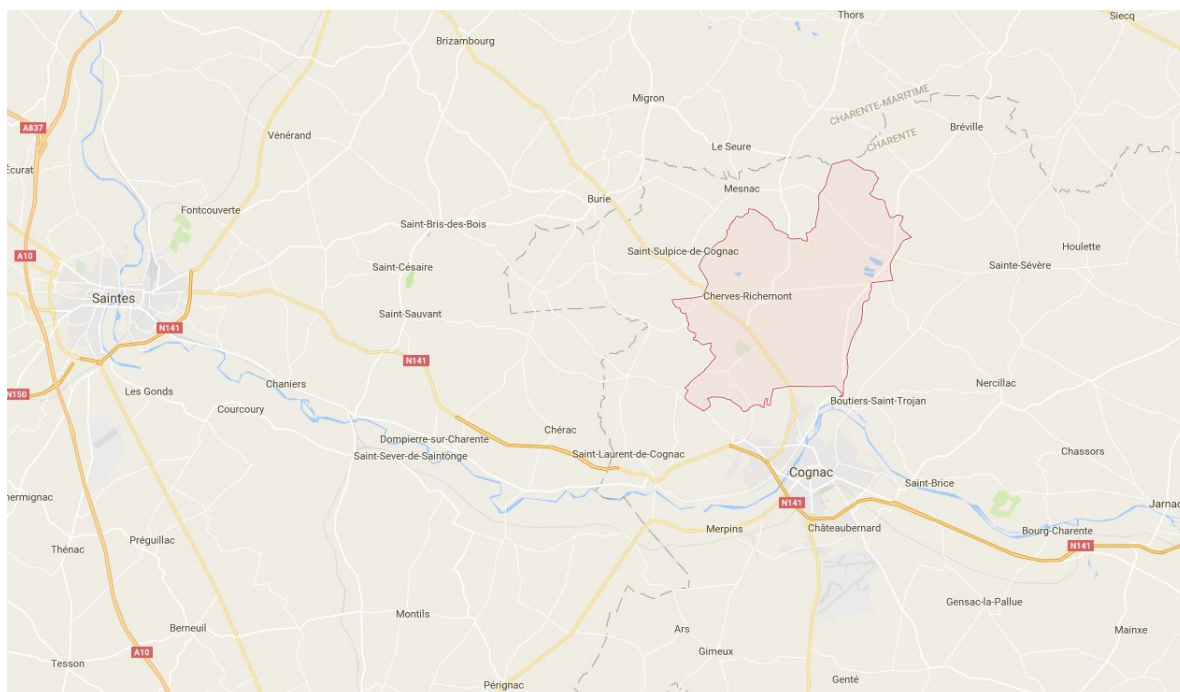 Thors
Siecq
Brizambourg
Migron
CHARENTE-MARITIME
A837
Vénérand
Bréville
CHARENTE
Le Seure
Écurat
Mesnac
Burie
Fontcouverte
Saint-Bris-des-Bois
Houlette
Saint-Sulpice-de-Cognac
A10
Saint-Césaire
Sainte-Sévère
Saintes
Cherves-Richemont
Saint-Sauvant
N141
N141
Nercillac
Chaniers
Les Gonds
N150
Boutiers-Saint-Trojan
Courcoury
Chérac
Dompierre-sur-Charente
Chassors
Saint-Laurent-de-Cognac
Saint-Sever-de-Saintonge
Cognac
Saint-Brice
hermignac
N141
Jarnac
Merpins
Châteaubernard
Bourg-Charente
Préguillac
N141
Thénac
Gensac-la-Pallue
Montils
Berneuil
Ars
Mainxe
Gimeux
A10
Tesson
Genté
Pérignac